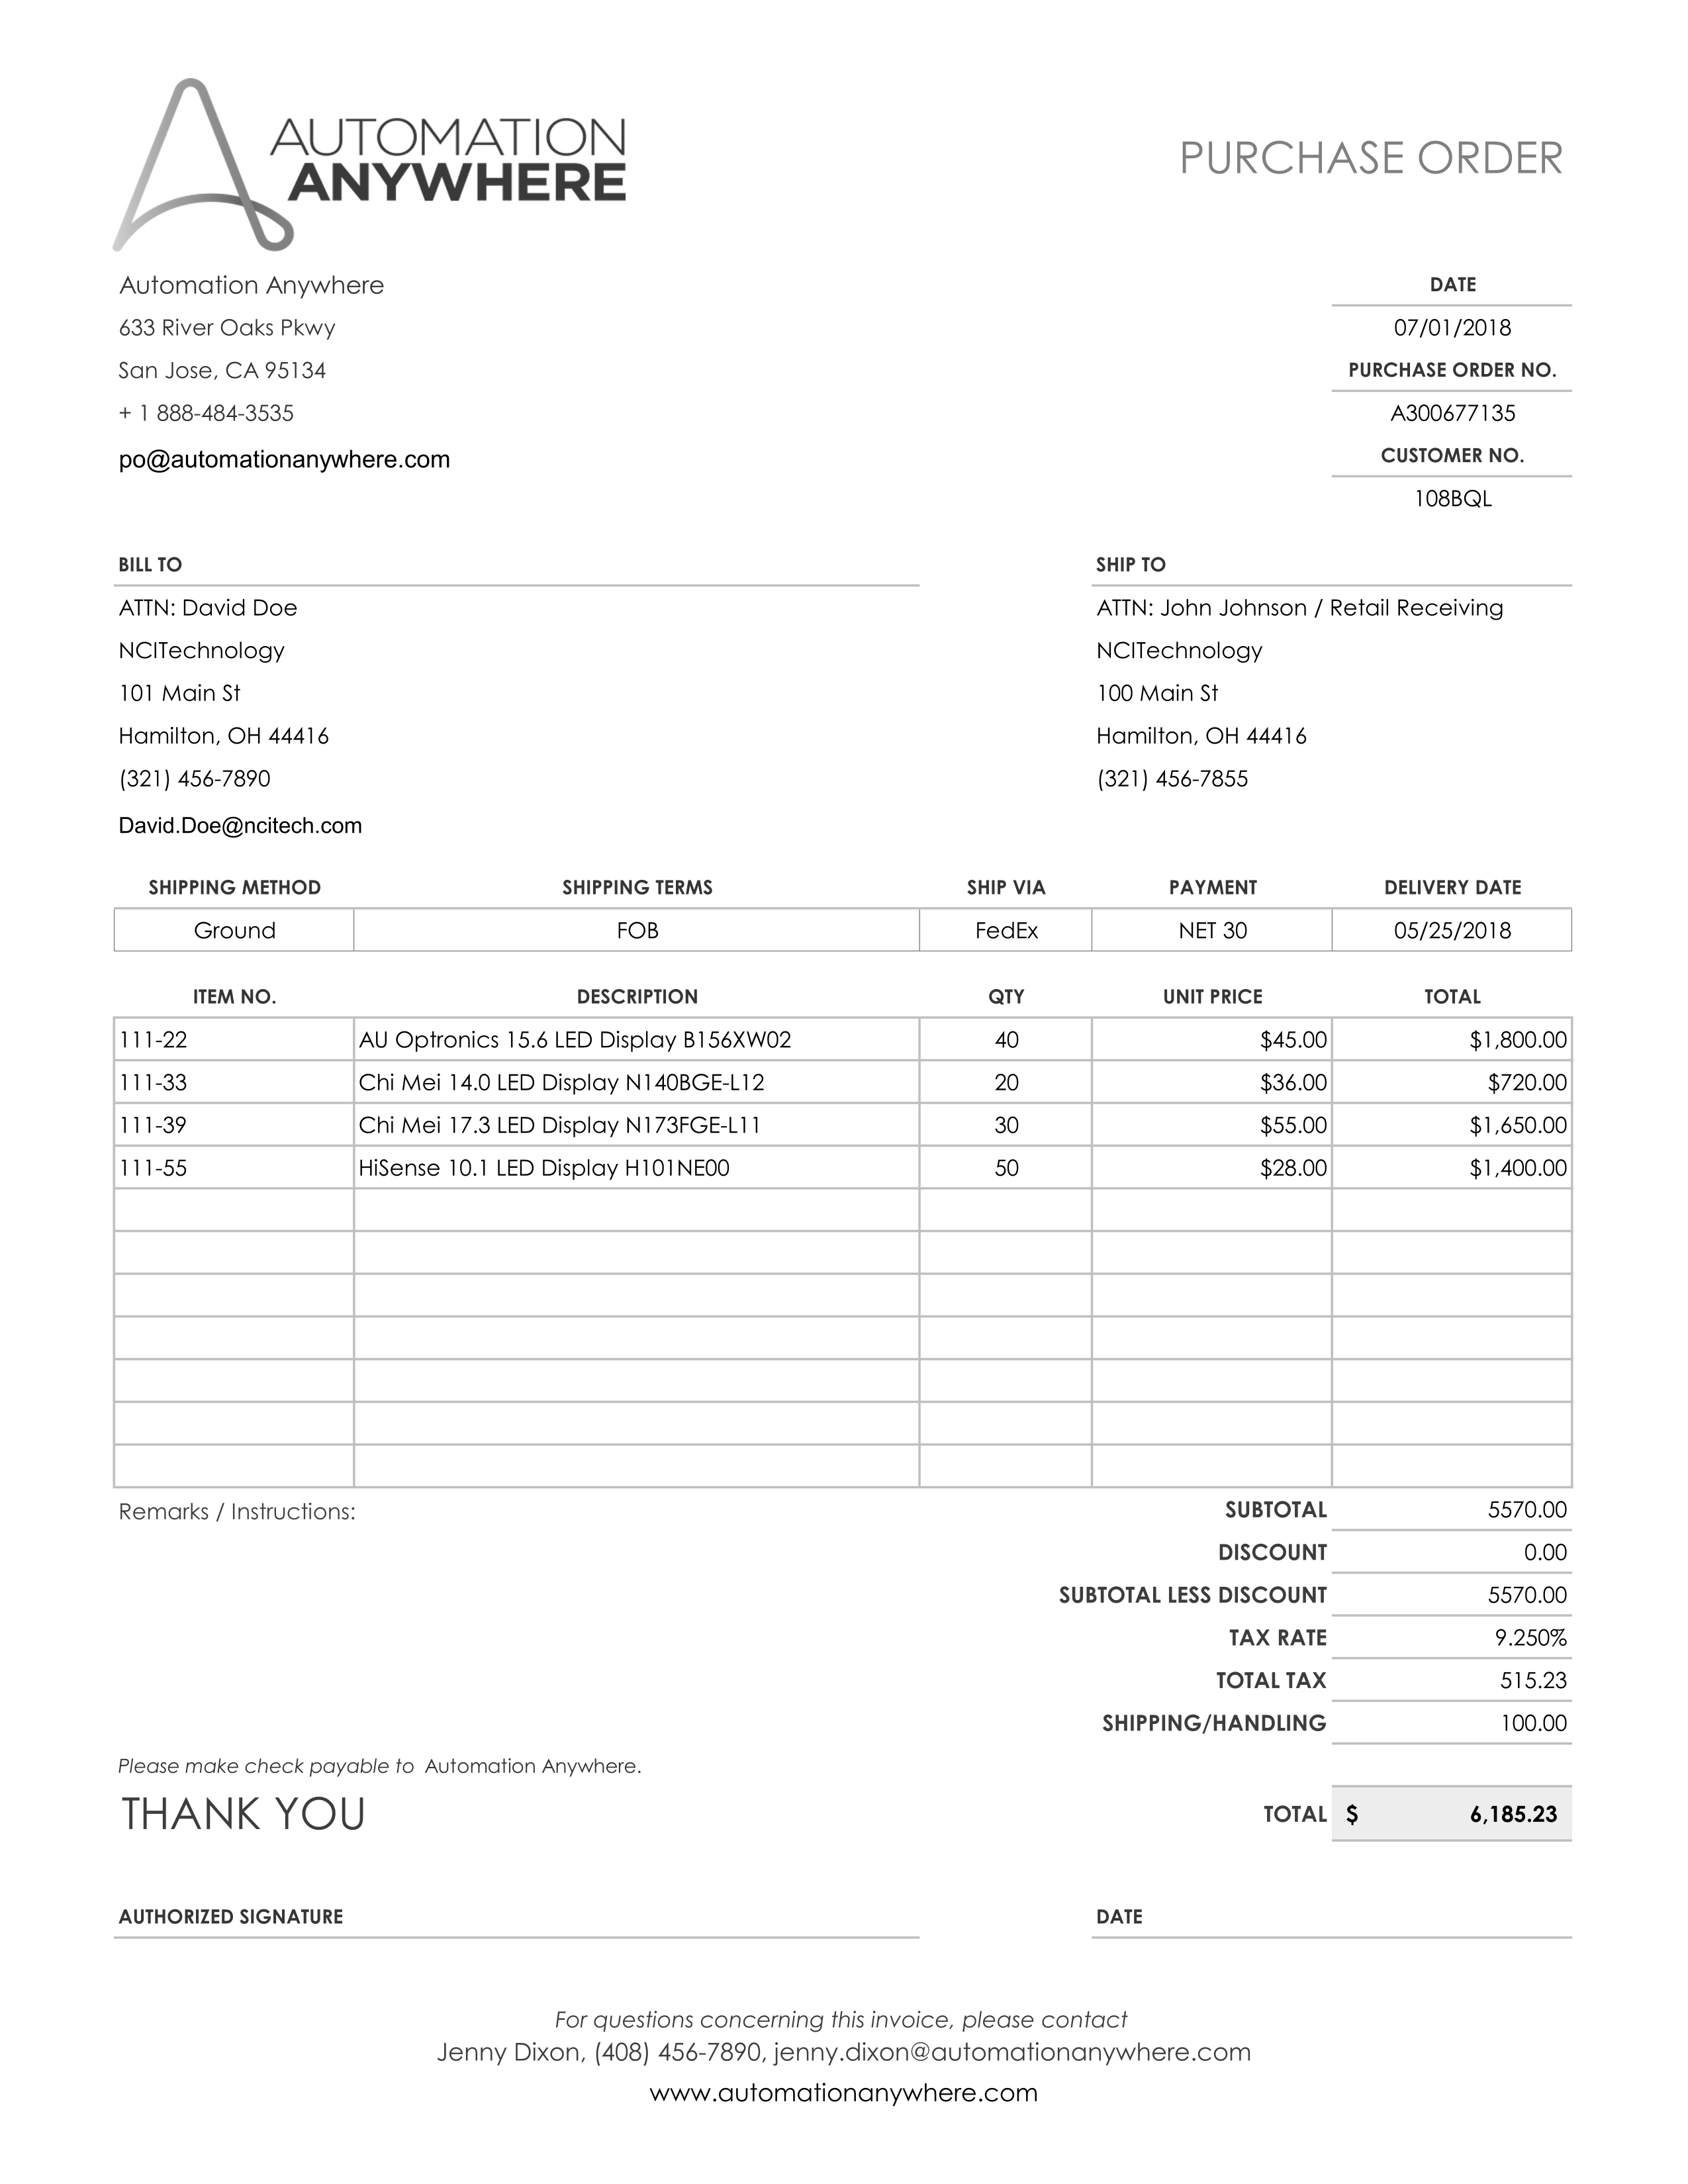 AUTOMATION
ANYWHERE
PURCHASE ORDER
Automation Anywhere
633 River Oaks Pkwy
San Jose, CA 95134
+ 1 888-484-3535
po@automationanywhere.com
DATE
07/01/2018
PURCHASE ORDER NO.
A300677135
CUSTOMER NO.
108BQL
BILL TO
ATTN: David Doe
NCITechnology
101 Main St
Hamilton, OH 44416
(321) 456-7890
David.Doe@ncitech.com
SHIP TO
ATTN: John Johnson / Retail Receiving
NCITechnology
100 Main St
Hamilton, OH 44416
(321) 456-7855
SHIPPING METHOD SHIPPING TERMS SHIP VIA PAYMENT DELIVERY DATE
Ground FOB FedEx NET 30 05/25/2018
ITEM NO. DESCRIPTION QTY UNIT PRICE TOTAL
111-22 AU Optronics 15.6 LED Display B156XW02 40 $45.00 $1,800.00
111-33 Chi Mei 14.0 LED Display N140BGE-L12 20 $36.00 $720.00
111-39 Chi Mei 17.3 LED Display N173FGE-L11 30 $55.00 $1,650.00
111-55 HiSense 10.1 LED Display H101NE00 50 $28.00 $1,400.00
Remarks / Instructions:
SUBTOTAL 5570.00
DISCOUNT 0.00
SUBTOTAL LESS DISCOUNT 5570.00
TAX RATE 9.250%
TOTAL TAX 515.23
SHIPPING/HANDLING 100.00
Please make check payable to Automation Anywhere.
THANK YOU
TOTAL $ 6,185.23
AUTHORIZED SIGNATURE DATE
For questions concerning this invoice, please contact
Jenny Dixon, (408) 456-7890, jenny.dixon@automationanywhere.com
www.automationanywhere.com